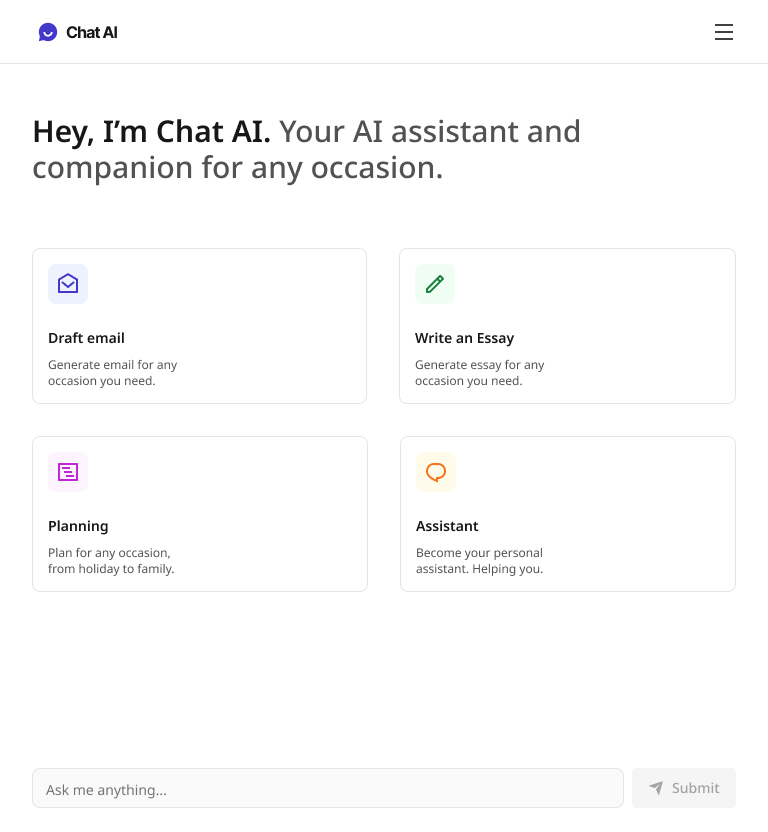 Chat AI
Hey, I’m Chat AI. Your AI assistant and
companion for any occasion.
Draft email
Generate email for any
occasion you need.
Write an Essay
Generate essay for any
occasion you need.
Planning
Plan for any occasion,
from holiday to family.
Assistant
Become your personal
assistant. Helping you.
Ask me anything...
Submit